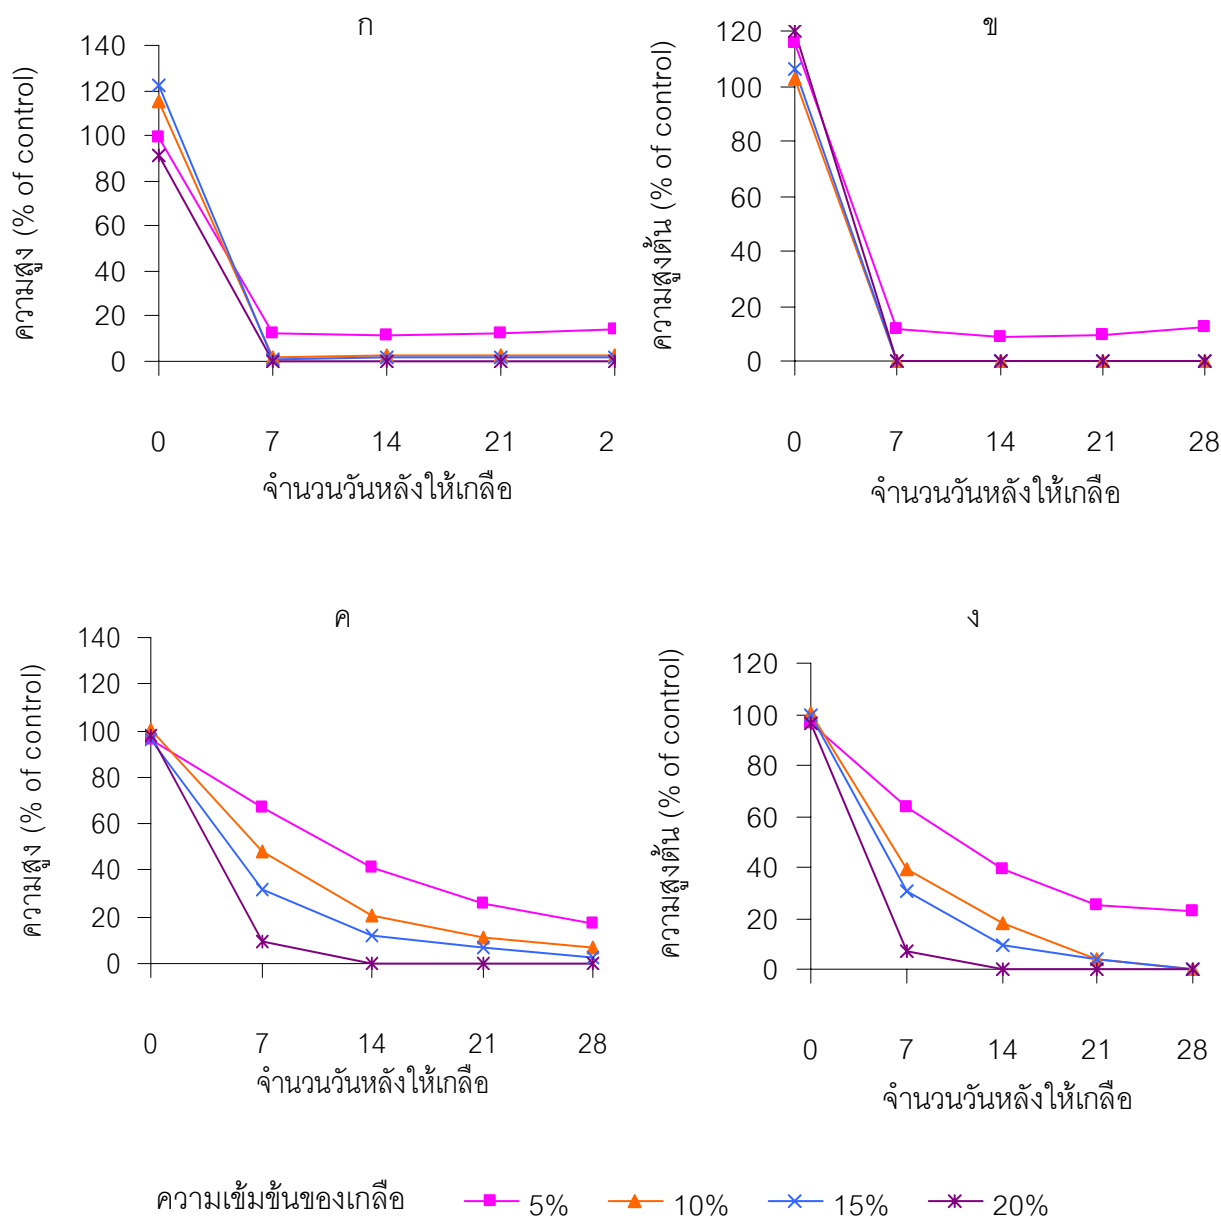 ก
ความสูง (% of control)
140
120
100
80
60
40
20
0
0 7 14 21 2
จำนวนวันหลังให้เกลือ
ข
ความสูงต้น (% of control)
120
100
80
60
40
20
0
0 7 14 21 28
จำนวนวันหลังให้เกลือ
ค
ความสูง (% of control)
140
120
100
80
60
40
20
0
0 7 14 21 28
จำนวนวันหลังให้เกลือ
ง
ความสูงต้น (% of control)
120
100
80
60
40
20
0
0 7 14 21 28
จำนวนวันหลังให้เกลือ
ความเข้มข้นของเกลือ 5% 10% 15% 20%